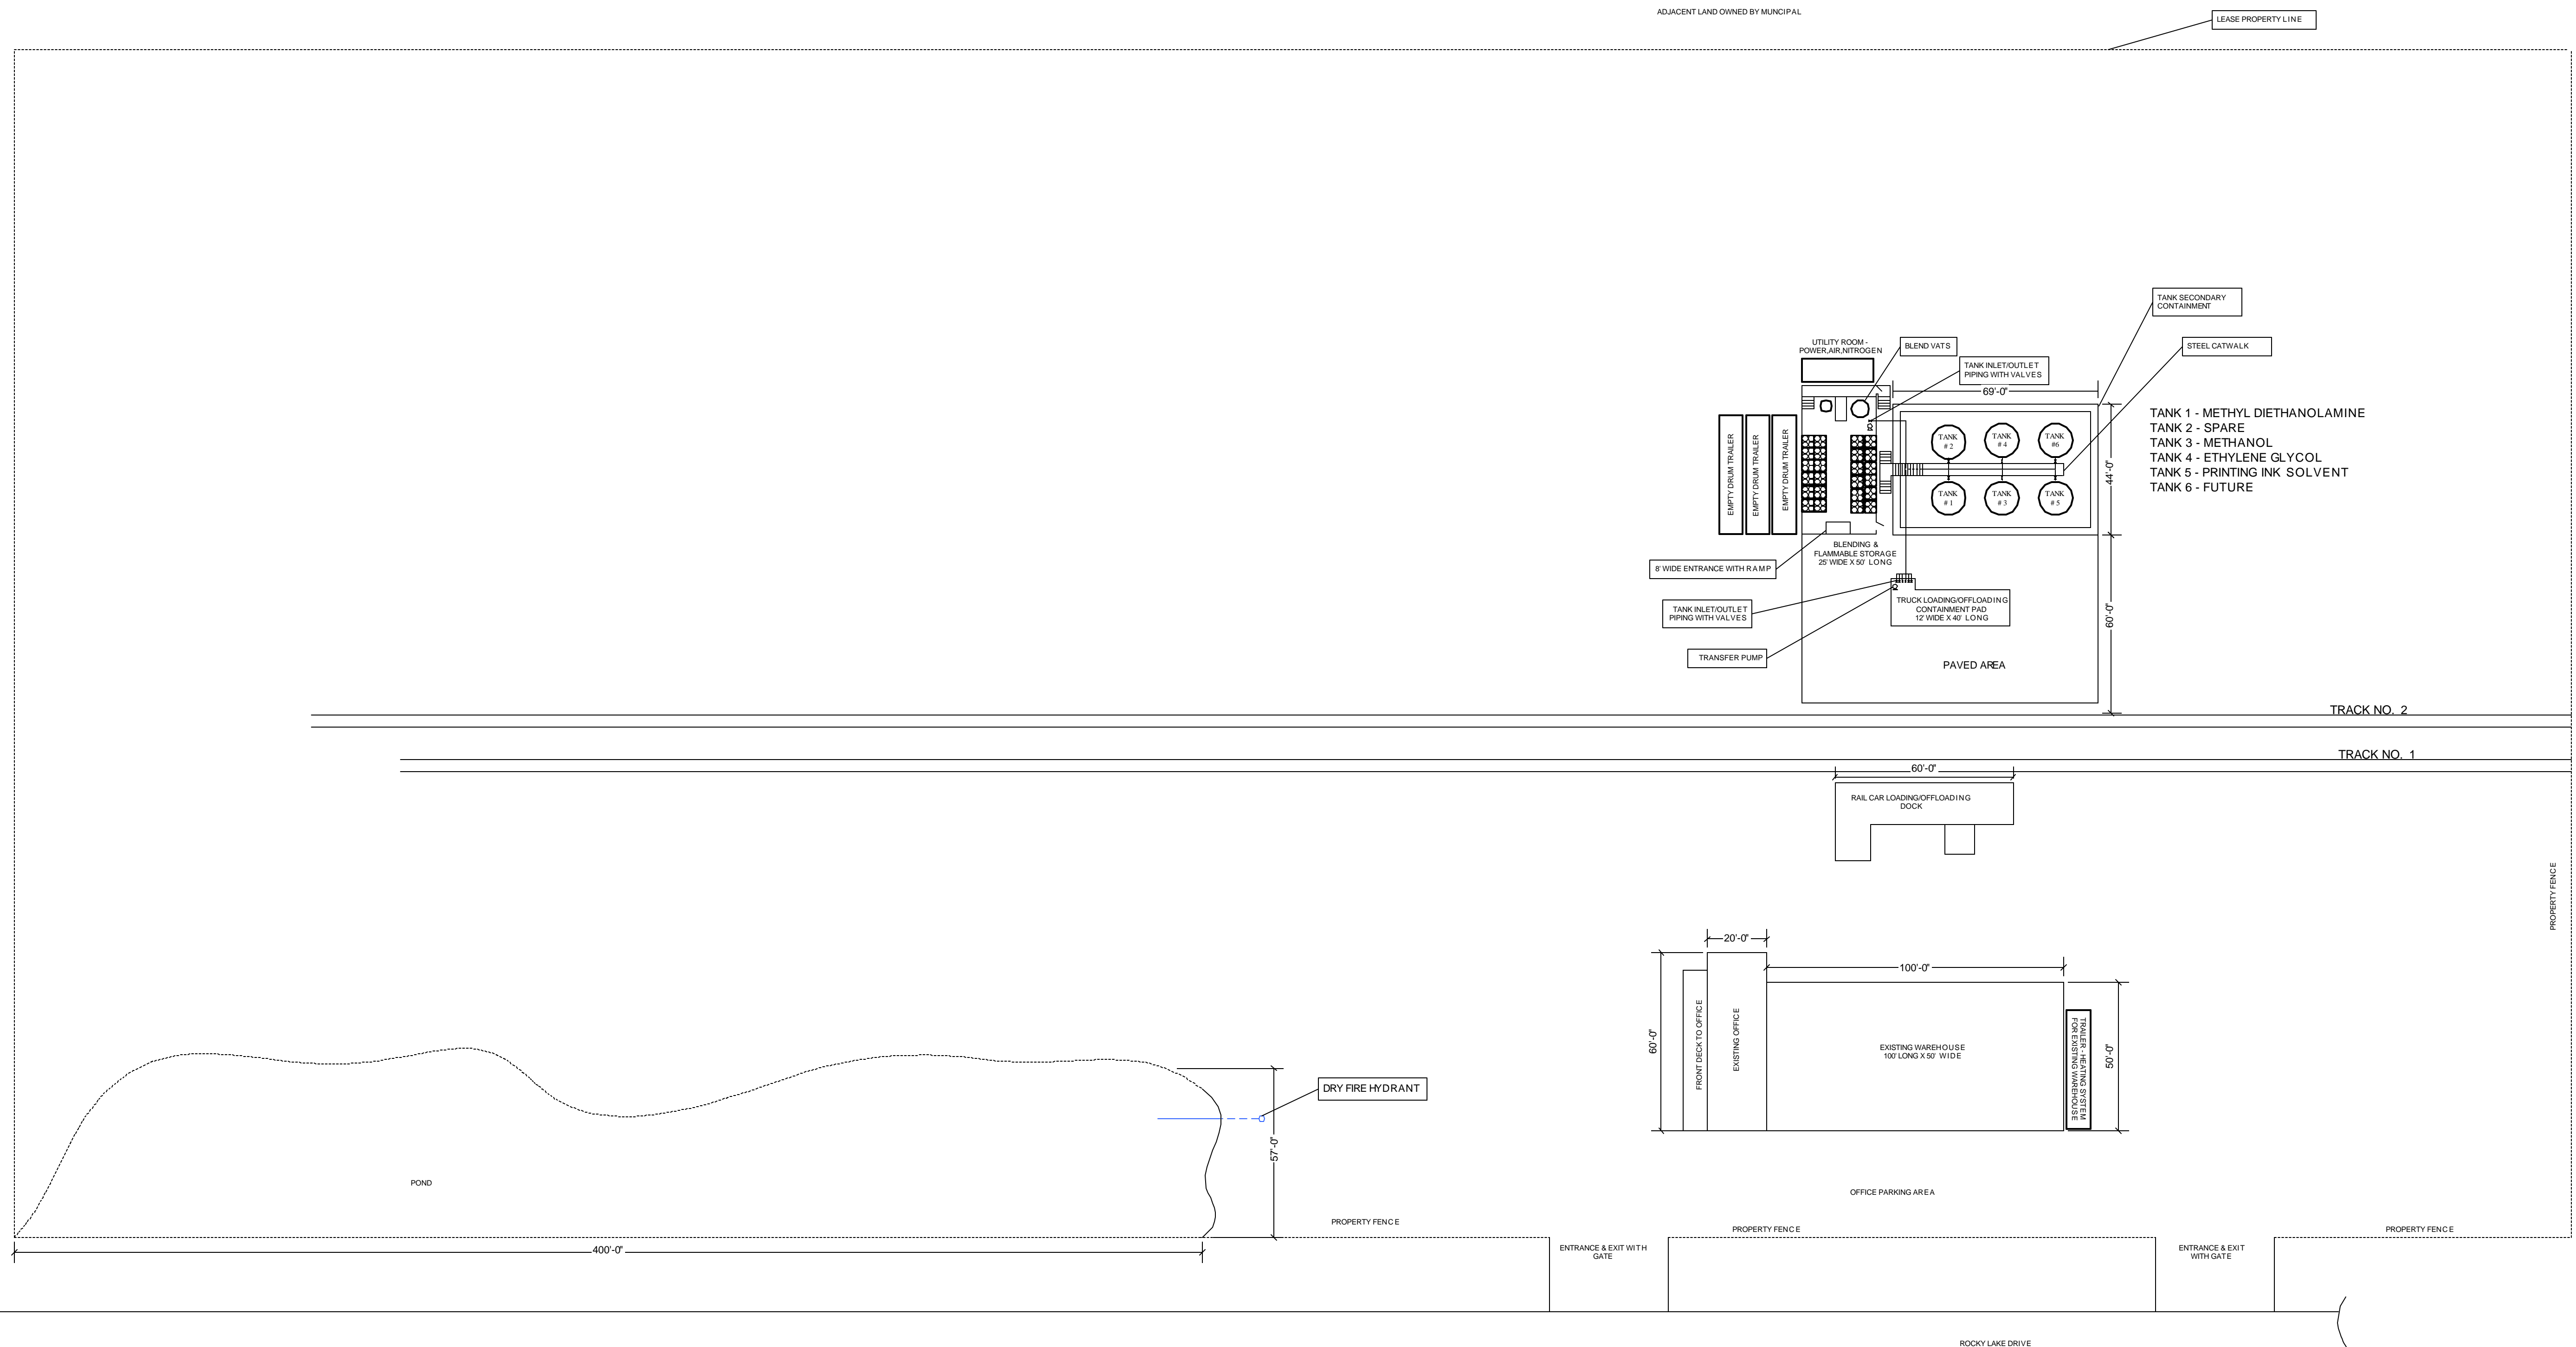 ADJACENT LAND OWNED BY MUNCIPAL
LEASE PROPERTY LINE
TANK SECONDARY
CONTAINMENT
STEEL CATWALK
UTILITY ROOM -
POWER,AIR,NITROGEN
BLEND VATS
TANK INLET/OUTLET
PIPING WITH VALVES
69'-0"
TANK 1 - METHYL DIETHANOLAMINE
TANK 2 - SPARE
TANK 3 - METHANOL
TANK 4 - ETHYLENE GLYCOL
TANK 5 - PRINTING INK SOLVENT
TANK 6 - FUTURE
EMPTY DRUM TRAILER
EMPTY DRUM TRAILER
EMPTY DRUM TRAILER
TANK
# 2
TANK
# 4
TANK
#6
TANK
# 1
TANK
# 3
TANK
# 5
44'-0"
BLENDING &
FLAMMABLE STORAGE
25' WIDE X 50' LONG
8' WIDE ENTRANCE WITH RAMP
TANK INLET/OUTLET
PIPING WITH VALVES
TRUCK LOADING/OFFLOADING
CONTAINMENT PAD
12' WIDE X 40' LONG
60'-0"
TRANSFER PUMP
PAVED AREA
TRACK NO. 2
TRACK NO. 1
60'-0"
RAIL CAR LOADING/OFFLOADING
DOCK
PROPERTY FENCE
20'-0"
100'-0"
60'-0"
FRONT DECK TO OFFICE
EXISTING OFFICE
EXISTING WAREHOUSE
100' LONG X 50' WIDE
TRAILER - HEATING SYSTEM
FOR EXISTING WAREHOUSE
50'-0"
DRY FIRE HYDRANT
57'-0"
POND
OFFICE PARKING AREA
PROPERTY FENCE
PROPERTY FENCE
PROPERTY FENCE
400'-0"
ENTRANCE & EXIT WITH
GATE
ENTRANCE & EXIT
WITH GATE
ROCKY LAKE DRIVE